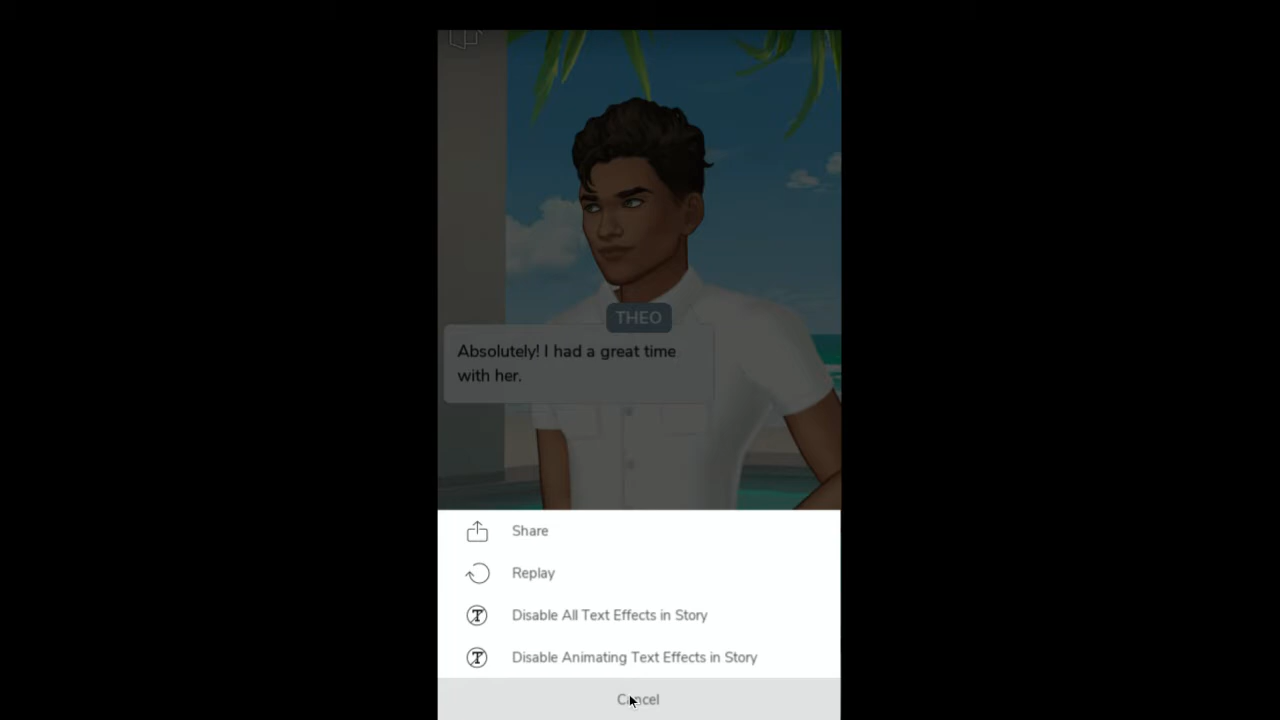 THEO
Absolutely! I had a great time
with her.
Share
Replay
Disable All Text Effects in Story
Disable Animating Text Effects in Story
Cancel